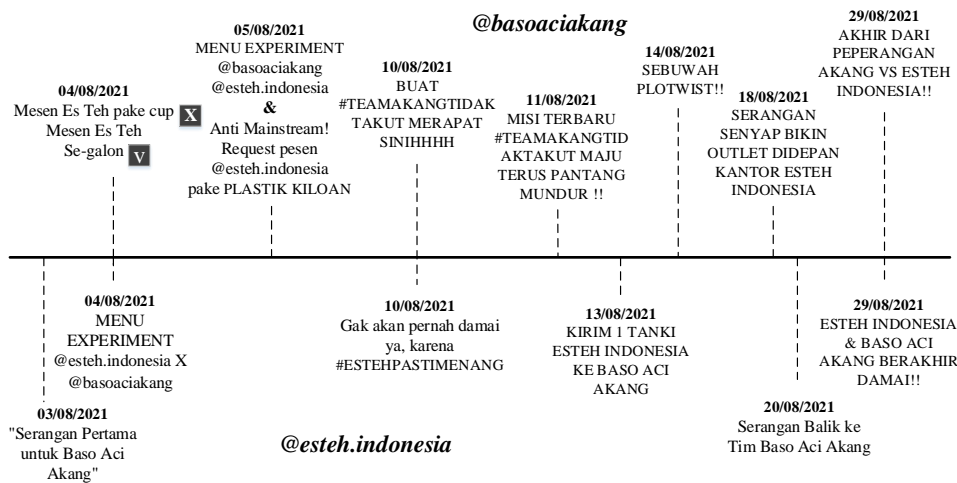 @basoaciakang
04/08/2021
Mesen Es Teh pake cup X
Mesen Es Teh
Se-galon V
05/08/2021
MENU EXPERIMENT
@basoaciakang
@esteh.indonesia
&
Anti Mainstream!
Request pesen
@esteh.indonesia
pake PLASTIK KILOAN
10/08/2021
BUAT
#TEAMAKANGTIDAK
TAKUT MERAPAT
SINIHHHH
11/08/2021
MISI TERBARU
#TEAMAKANGTID
AKTAKUT MAJU
TERUS PANTANG
MUNDUR !!
14/08/2021
SEBUWAH
PLOTWIST!!
18/08/2021
SERANGAN
SENYAP BIKIN
OUTLET DIDEPAN
KANTOR ESTEH
INDONESIA
29/08/2021
AKHIR DARI
PEPERANGAN
AKANG VS ESTEH
INDONESIA!!
03/08/2021
"Serangan Pertama
untuk Baso Aci
Akang"
04/08/2021
MENU
EXPERIMENT
@esteh.indonesia X
@basoaciakang
10/08/2021
Gak akan pernah damai
ya, karena
#ESTEHPASTIMENANG
13/08/2021
KIRIM 1 TANKI
ESTEH INDONESIA
KE BASO ACI
AKANG
20/08/2021
Serangan Balik ke
Tim Baso Aci Akang
29/08/2021
ESTEH INDONESIA
& BASO ACI
AKANG BERAKHIR
DAMAI!!
@esteh.indonesia